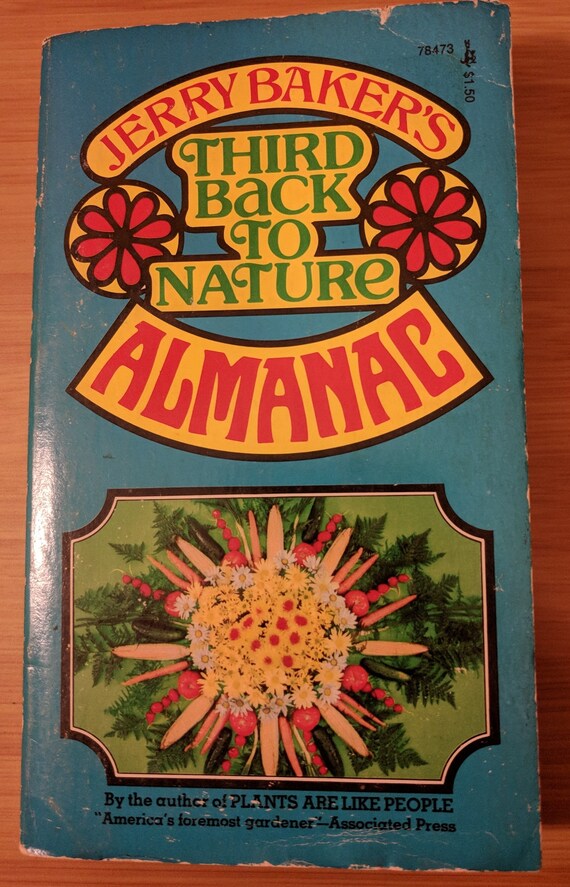 78473
$1.50
JERRY BAKER'S
THIRD
BACK
TO
NATURE
ALMANAC
By the author of PLANTS ARE LIKE PEOPLE
"America's foremost gardener"—Associated Press